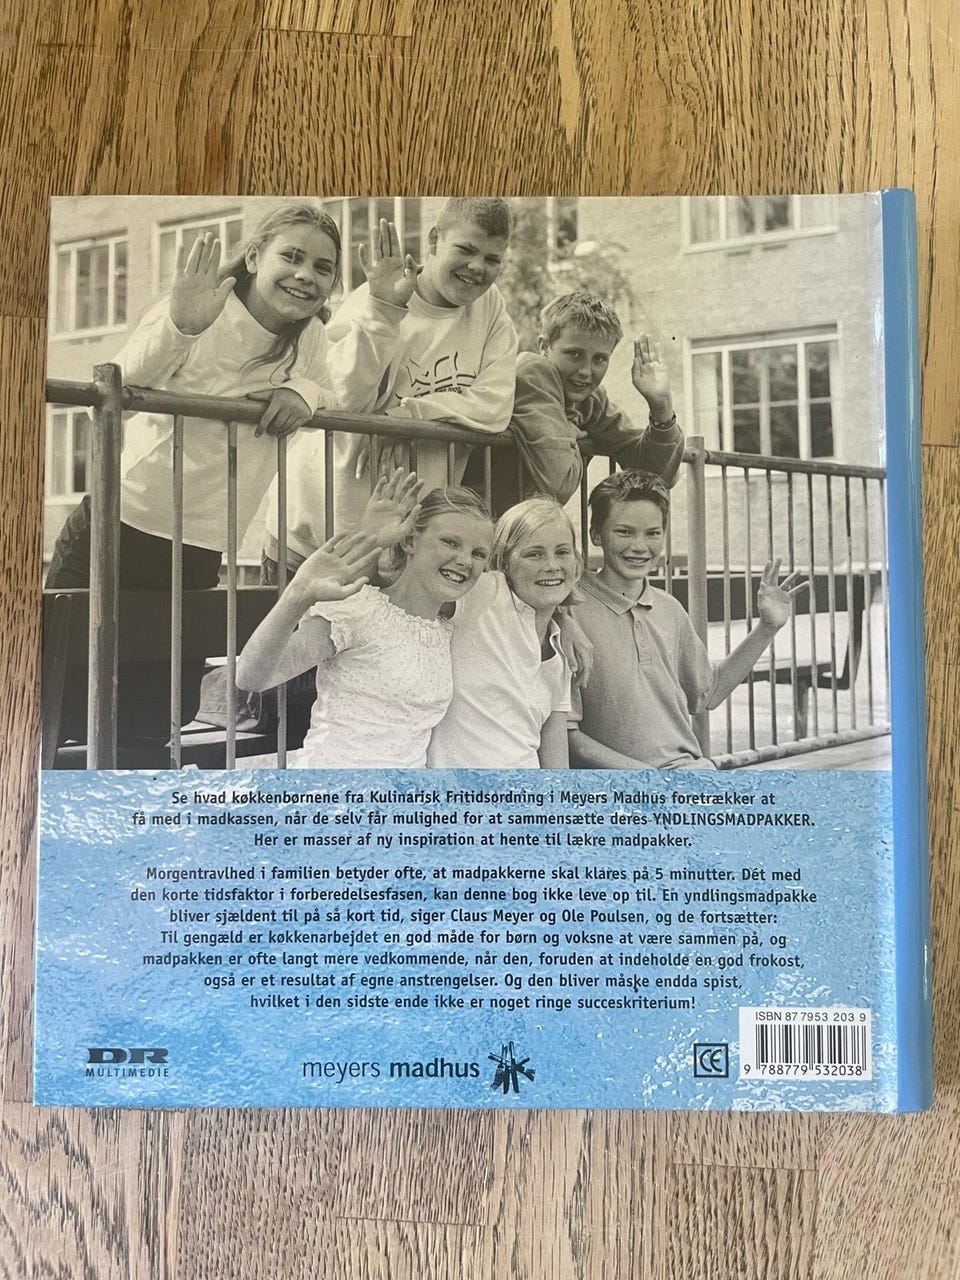 Se hvad køkkenbørnene fra Kulinarisk Fritidsordning i Meyers Madhus foretrækker at
få med i madkassen, når de selv får mulighed for at sammensætte deres YNDLINGSMADPAKKER.
Her er masser af ny inspiration at hente til lækre madpakker.
Morgentravlhed i familien betyder ofte, at madpakkerne skal klares på 5 minutter. Dét med
den korte tidsfaktor i forberedelsesfasen, kan denne bog ikke leve op til. En yndlingsmadpakke
bliver sjældent til på så kort tid, siger Claus Meyer og Ole Poulsen, og de fortsætter:
Til gengæld er køkkenarbejdet en god måde for børn og voksne at være sammen på, og
madpakken er ofte langt mere vedkommende, når den, foruden at indeholde en god frokost,
også er et resultat af egne anstrengelser. Og den bliver måske endda spist,
hvilket i den sidste ende ikke er noget ringe succeskriterium!
ISBN 87 7953 203 9
DR
MULTIMEDIE
meyers madhus
CE
9 788779 532038